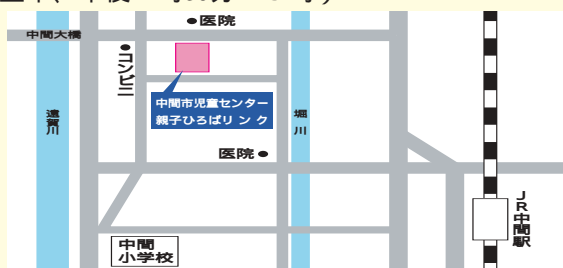 医院
中間大橋
コンビニ
中間市児童センター
親子ひろばリンク
遠賀川
堀川
医院
JR中間駅
中間
小学校